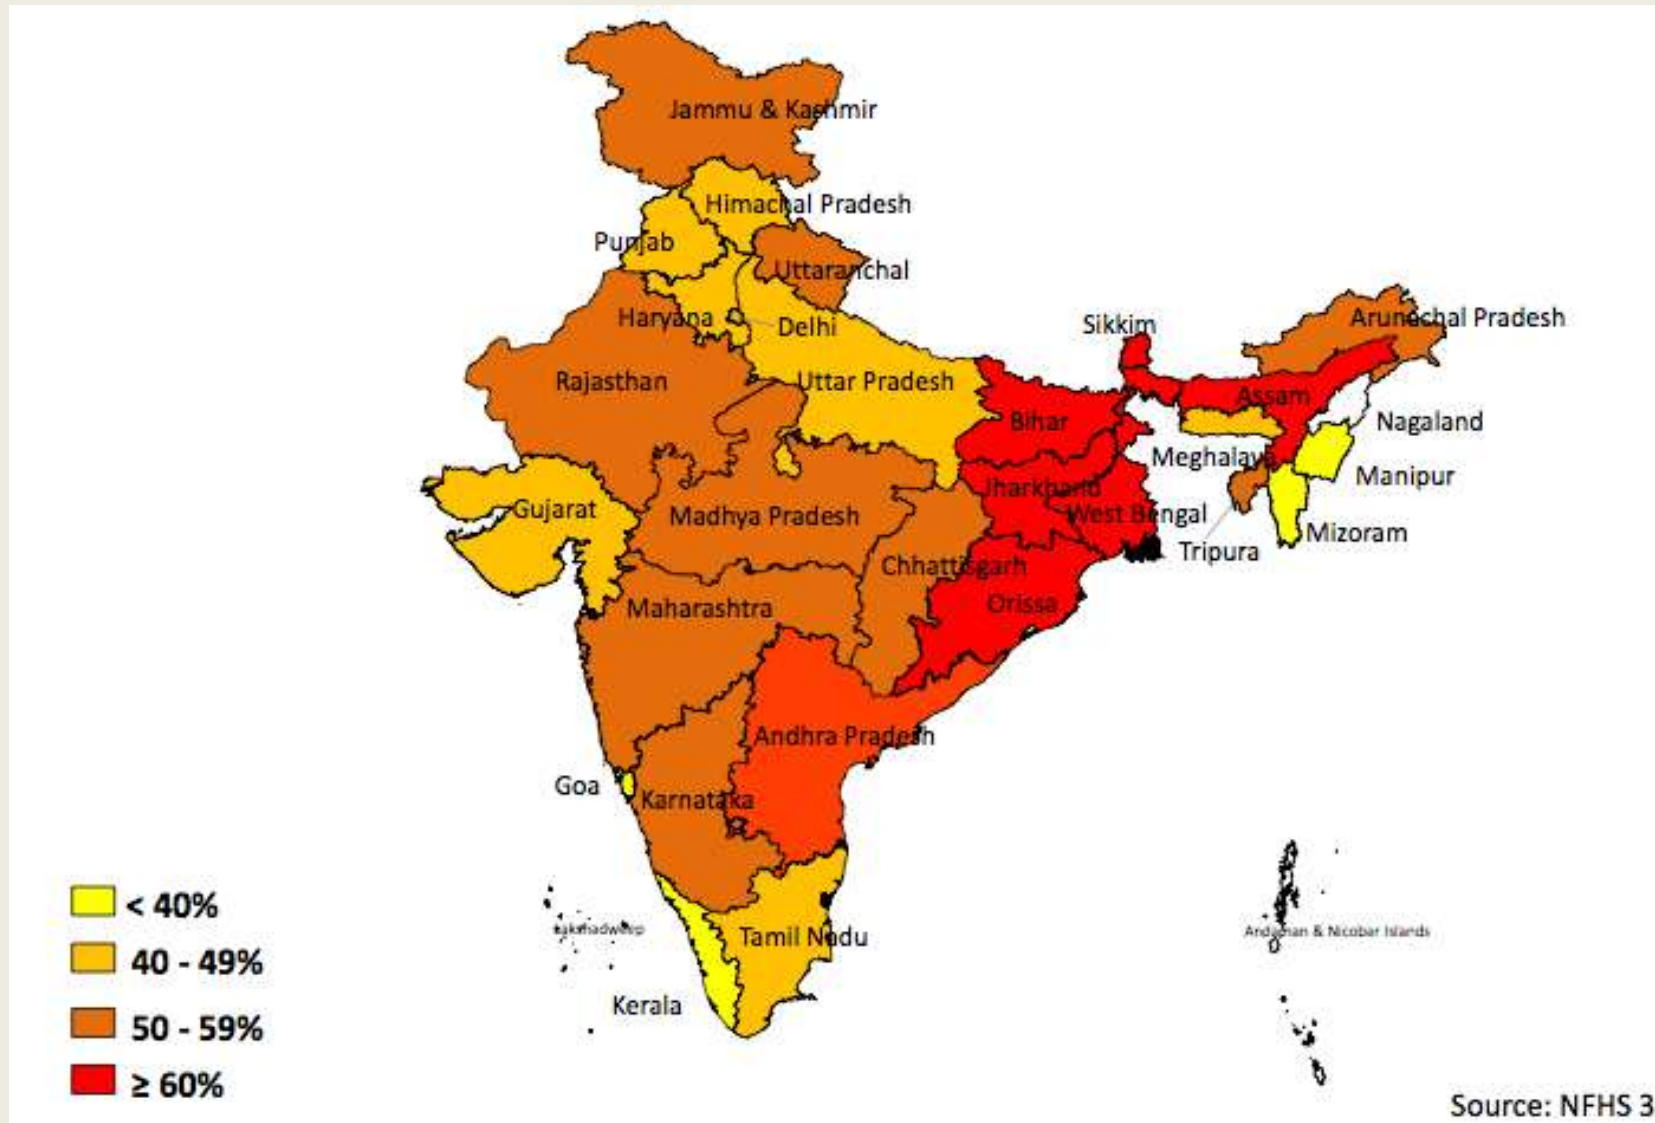 Jammu & Kashmir
Himachal Pradesh
Punjab
Uttaranchal
Haryana
Delhi
Sikkim
Arunachal Pradesh
Rajasthan
Uttar Pradesh
Assam
Bihar
Nagaland
Meghalaya
Manipur
Jharkhand
Gujarat
Madhya Pradesh
West Bengal
Mizoram
Tripura
Chhattisgarh
Maharashtra
Orissa
Andhra Pradesh
Goa
Karnataka
< 40%
Lakshadweep
Tamil Nadu
Andaman & Nicobar Islands
40 - 49%
Kerala
50 - 59%
≥ 60%
Source: NFHS 3